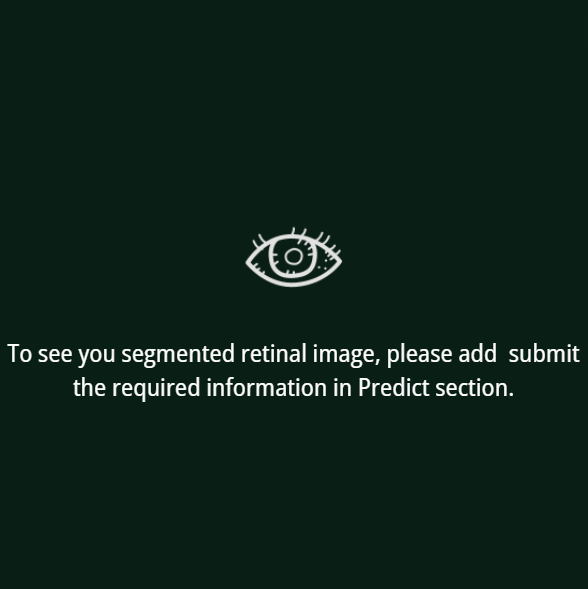 To see you segmented retinal image, please add  submit
the required information in Predict section.